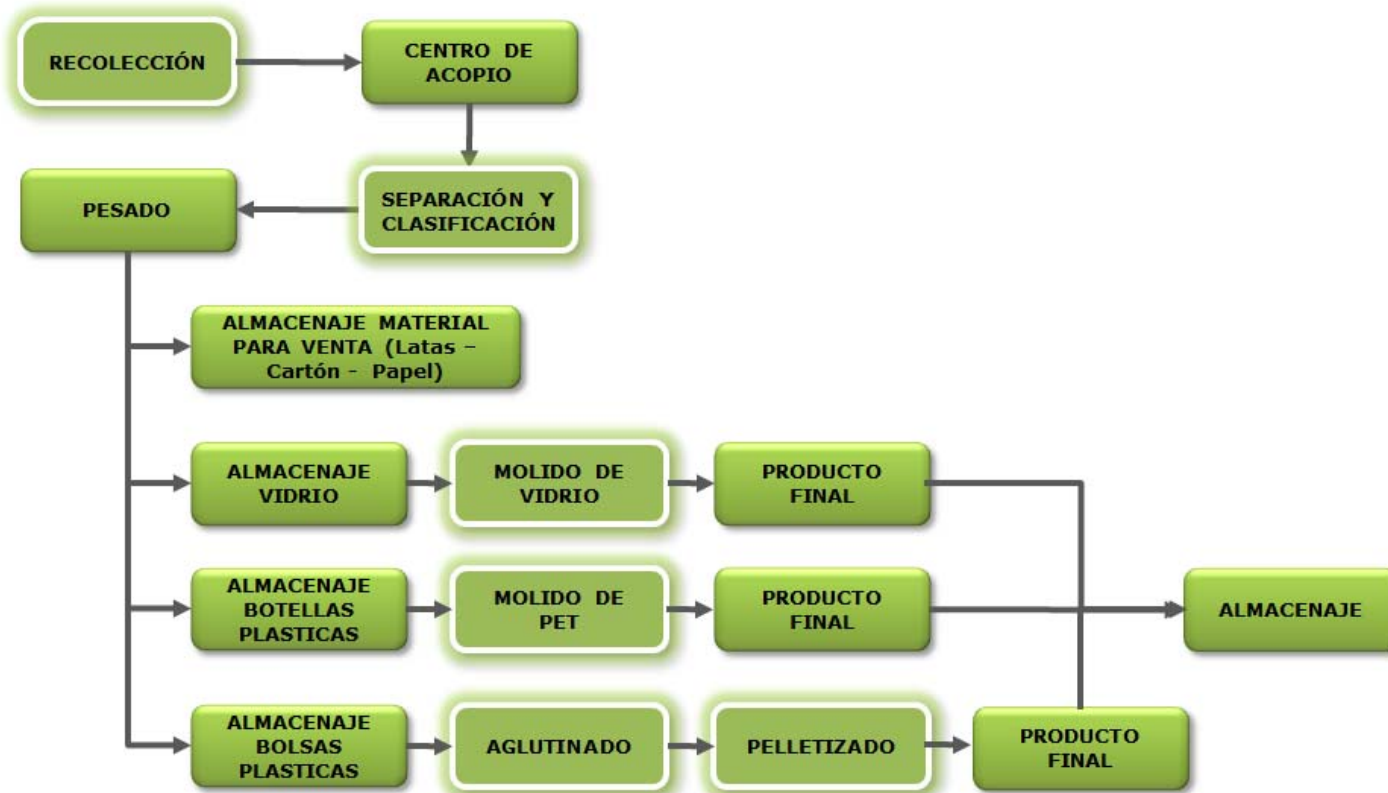 RECOLECCIÓN
CENTRO DE
ACOPIO
PESADO
SEPARACIÓN Y
CLASIFICACIÓN
ALMACENAJE MATERIAL
PARA VENTA (Latas –
Cartón - Papel)
ALMACENAJE
VIDRIO
MOLIDO DE
VIDRIO
PRODUCTO
FINAL
ALMACENAJE
BOTELLAS
PLASTICAS
MOLIDO DE
PET
PRODUCTO
FINAL
ALMACENAJE
ALMACENAJE
BOLSAS
PLASTICAS
AGLUTINADO
PELLETIZADO
PRODUCTO
FINAL